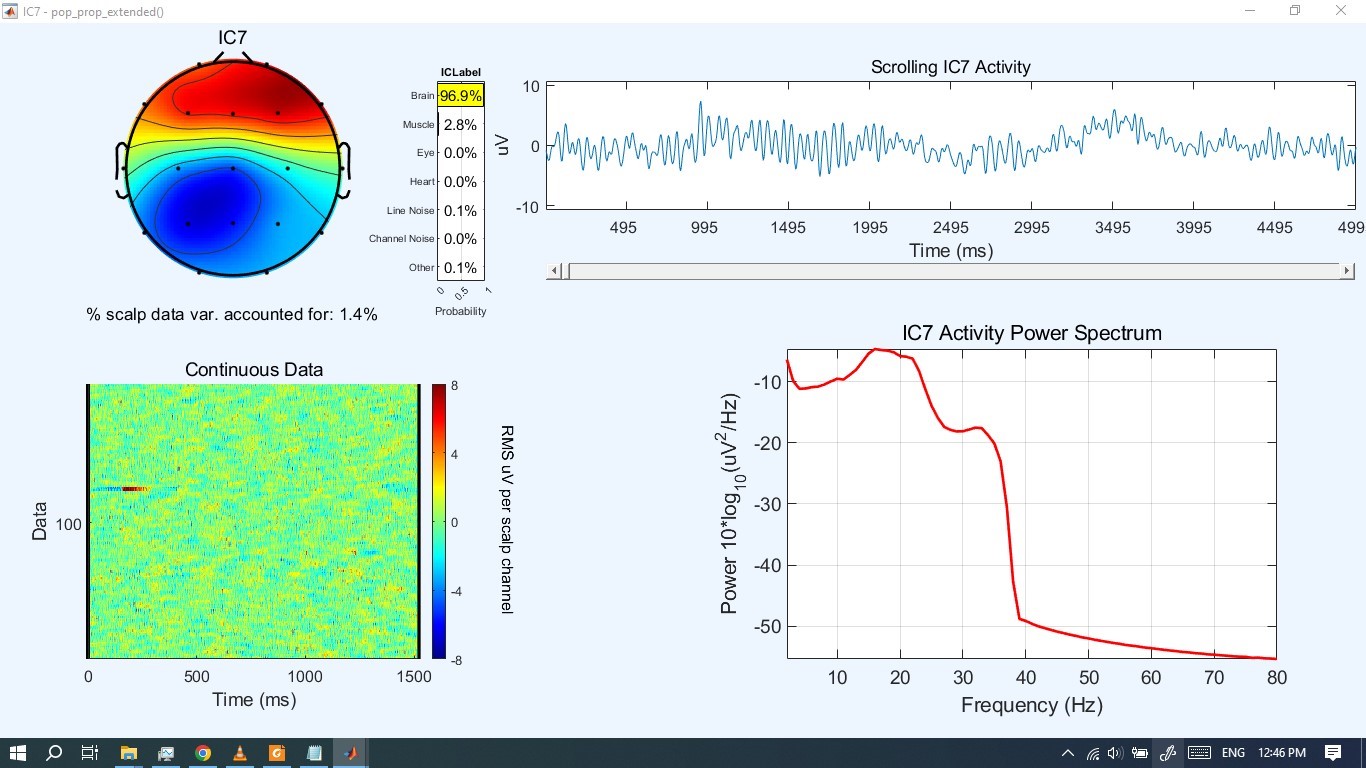 IC7 - pop_prop_extended()
IC7
ICLabel
Brain 96.9%
Muscle 2.8%
Eye 0.0%
Heart 0.0%
Line Noise 0.1%
Channel Noise 0.0%
Other 0.1%
0 0.5 1
Probability
% scalp data var. accounted for: 1.4%
Scrolling IC7 Activity
10
0
-10
uV
495 995 1495 1995 2495 2995 3495 3995 4495 499
Time (ms)
Continuous Data
Data
100
0 500 1000 1500
Time (ms)
8
4
0
-4
-8
RMS uV per scalp channel
IC7 Activity Power Spectrum
Power 10*log10(uV2/Hz)
-10
-20
-30
-40
-50
10 20 30 40 50 60 70 80
Frequency (Hz)
ENG 12:46 PM